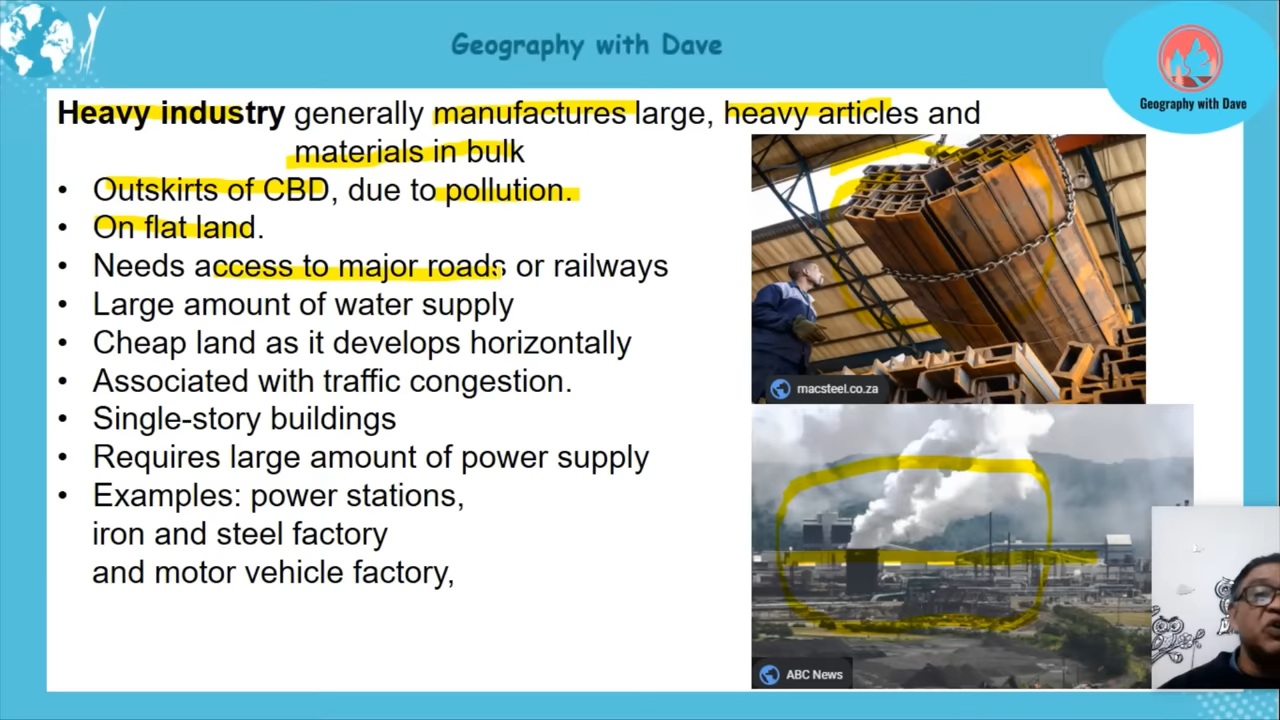 Geography with Dave
Geography with Dave
Heavy industry generally manufactures large, heavy articles and
materials in bulk
• Outskirts of CBD, due to pollution.
• On flat land.
• Needs access to major roads or railways
• Large amount of water supply
• Cheap land as it develops horizontally
• Associated with traffic congestion.
• Single-story buildings
• Requires large amount of power supply
• Examples: power stations,
iron and steel factory
and motor vehicle factory,
macsteel.co.za
ABC News